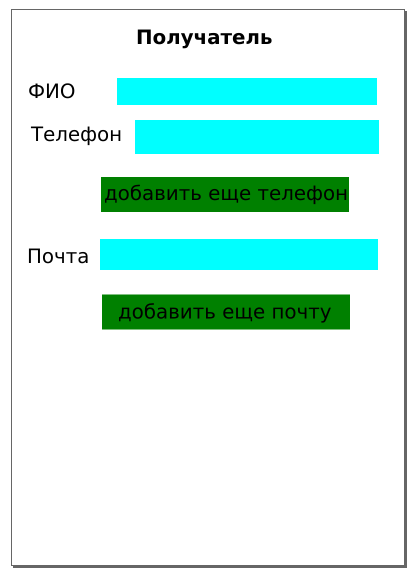 Получатель
ФИО
Телефон
добавить еще телефон
Почта
добавить еще почту